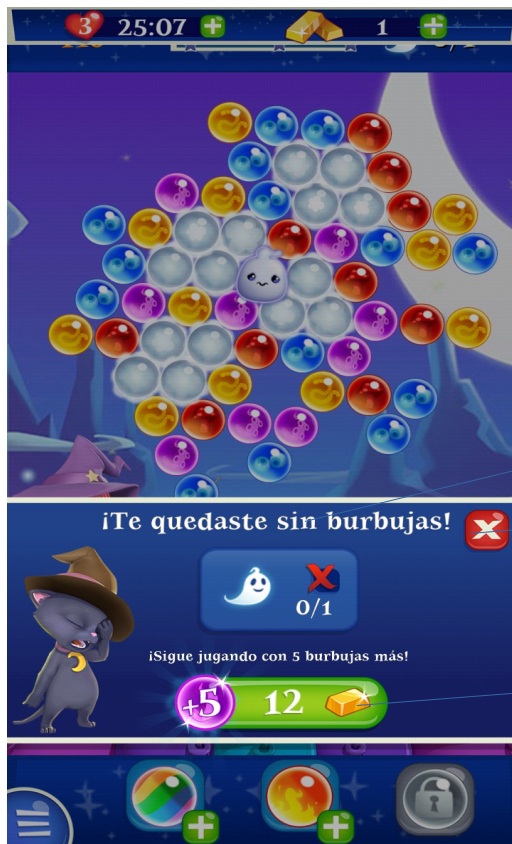 3 25:07 1
¡Te quedaste sin burbujas!
X
0/1
¡Sigue jugando con 5 burbujas más!
+5 12